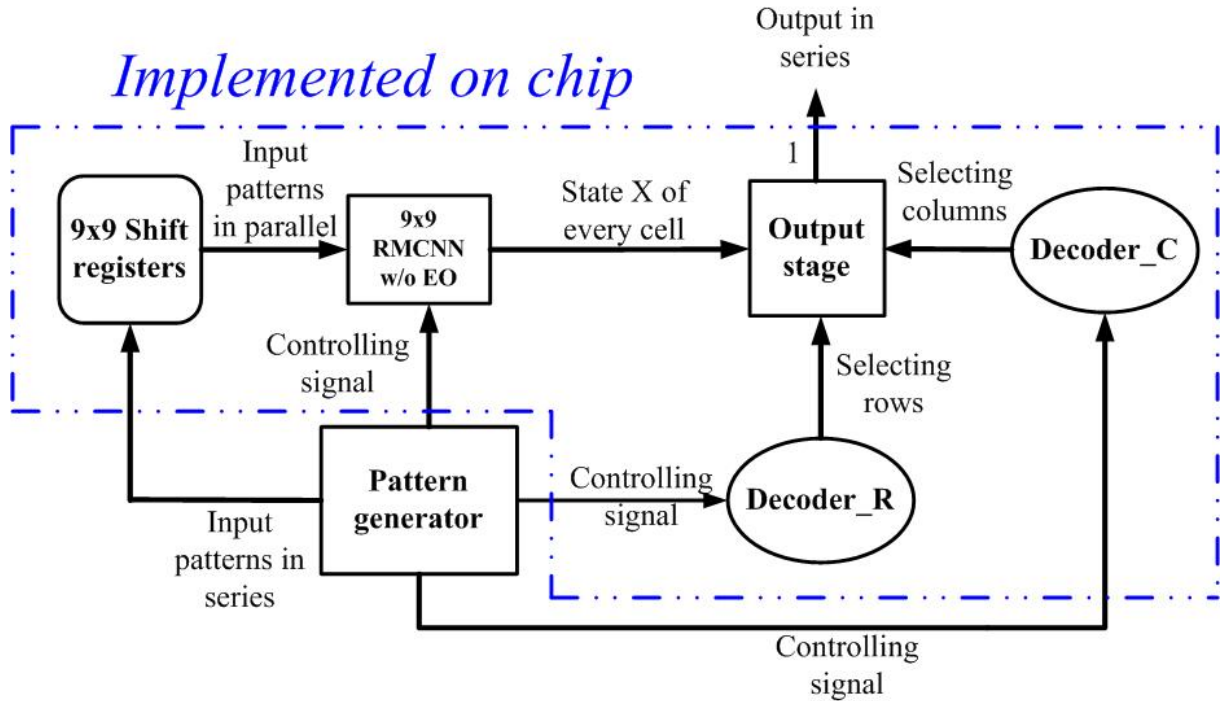 Output in
series
Implemented on chip
1
Input
patterns
in parallel
State X of
every cell
Selecting
columns
9x9 Shift
registers
9x9
RMCNN
w/o EO
Output
stage
Decoder_C
Controlling
signal
Selecting
rows
Pattern
generator
Controlling
signal
Decoder_R
Input
patterns in
series
Controlling
signal